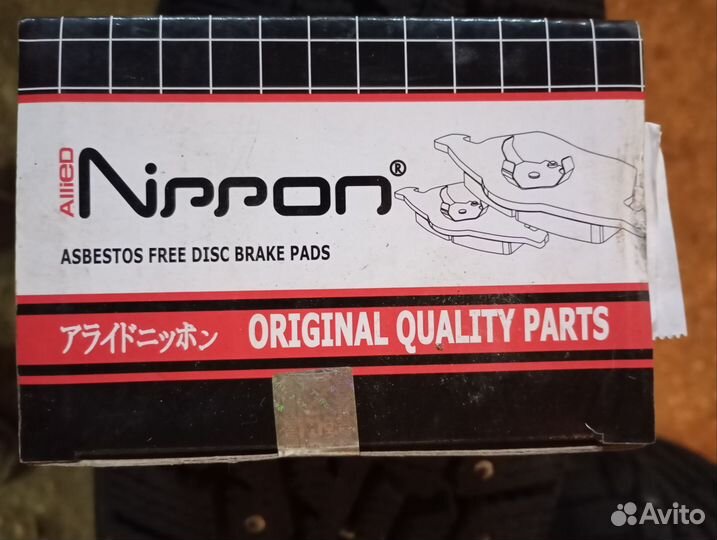 Allied Nippon®
ASBESTOS FREE DISC BRAKE PADS
アライドニッポン ORIGINAL QUALITY PARTS
Avito